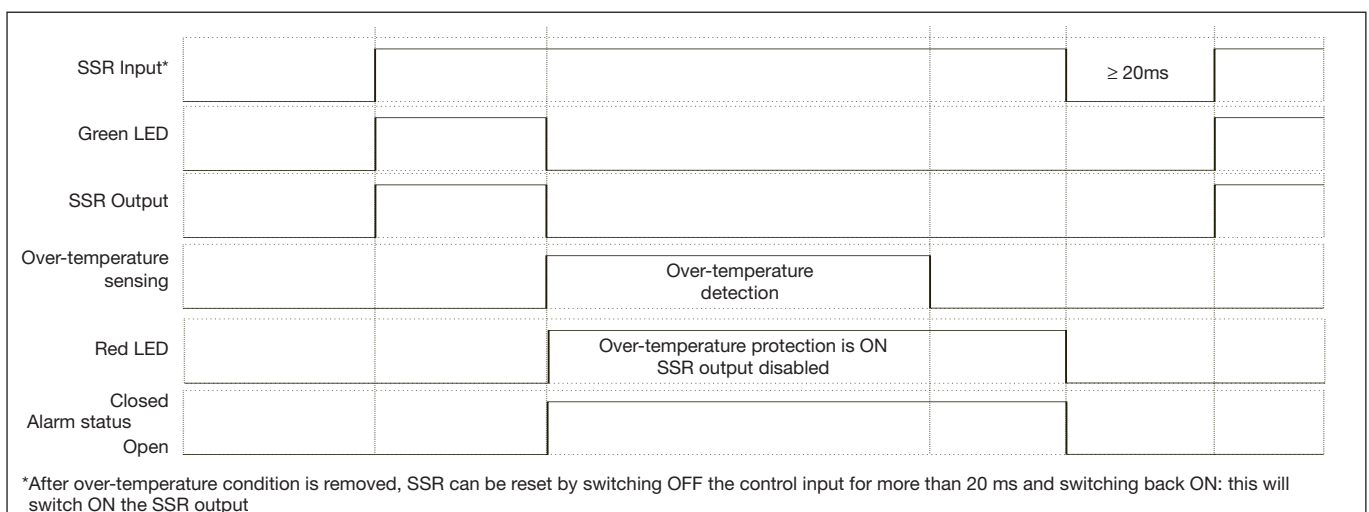 SSR Input*
≥ 20ms
Green LED
SSR Output
Over-temperature
sensing
Over-temperature
detection
Red LED
Over-temperature protection is ON
SSR output disabled
Closed
Alarm status
Open
*After over-temperature condition is removed, SSR can be reset by switching OFF the control input for more than 20 ms and switching back ON: this will
switch ON the SSR output